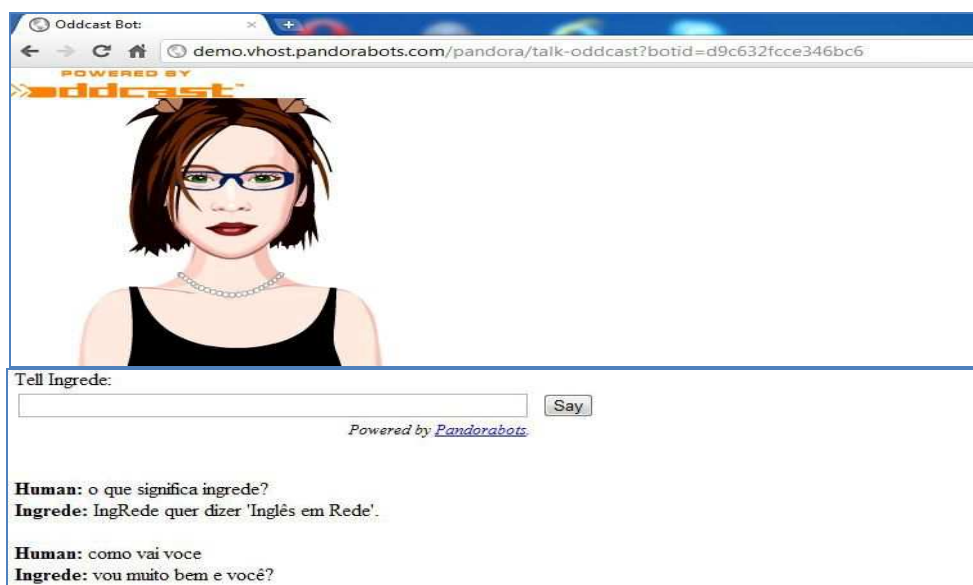 Oddcast Bot:
demo.vhost.pandorabots.com/pandora/talk-oddcast?botid=d9c632fcce346bc6
POWERED BY
oddcast
Tell Ingrede:
Say
Powered by Pandorabots.
Human: o que significa ingrede?
Ingrede: IngRede quer dizer 'Inglês em Rede'.
Human: como vai voce
Ingrede: vou muito bem e você?